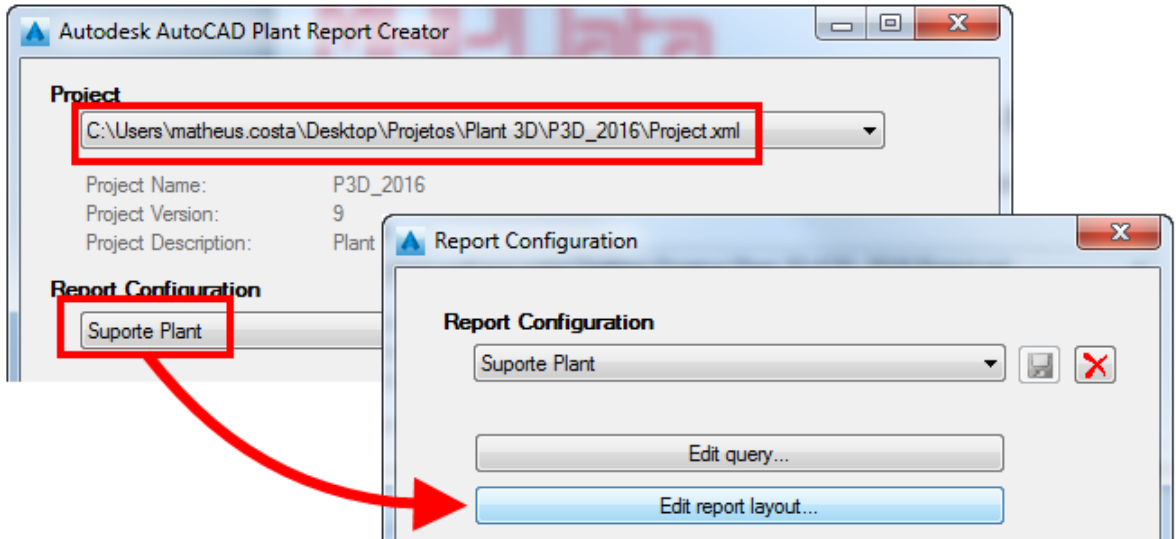 Autodesk AutoCAD Plant Report Creator
Project
C:\Users\matheus.costa\Desktop\Projetos\Plant 3D\P3D_2016\Project.xml
Project Name: P3D_2016
Project Version: 9
Project Description: Plant
Report Configuration
Suporte Plant
Report Configuration
Report Configuration
Suporte Plant
Edit query...
Edit report layout...